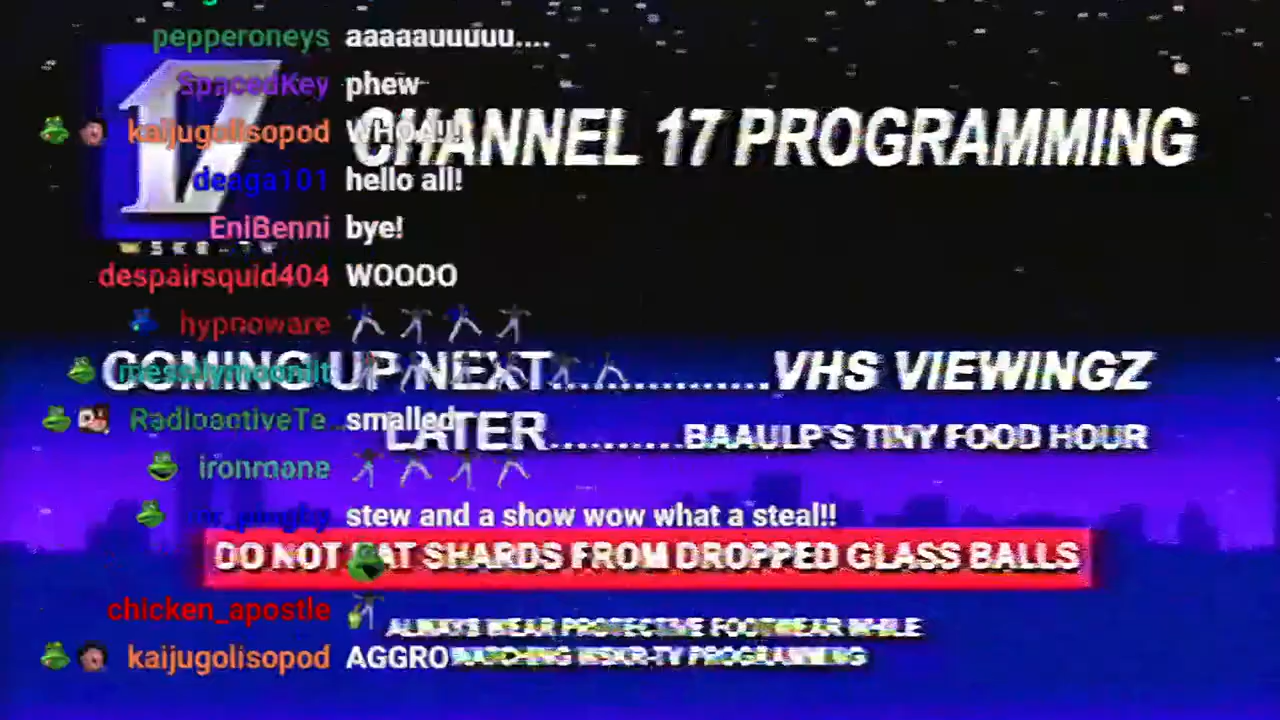 pepperoneys aaaaauuuuu....
17
SpacedKey phew
kaijugolisopod WHOA!!!
CHANNEL 17 PROGRAMMING
deaga101 hello all!
EniBenni bye!
despairsquid404 WOOOO
hypnoware
COMING UP NEXT..............VHS VIEWINGZ
RadioactiveTe... smalled
LATER..........BAAULP'S TINY FOOD HOUR
ironmane
stew and a show wow what a steal!!
DO NOT EAT SHARDS FROM DROPPED GLASS BALLS
chicken_apostle
ALWAYS WEAR PROTECTIVE FOOTWEAR WHILE
kaijugolisopod AGGRO
WATCHING WSKR-TV PROGRAMMING